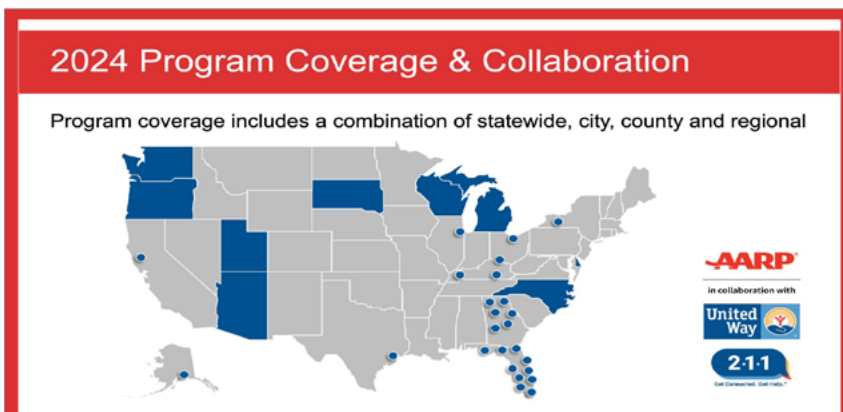 2024 Program Coverage & Collaboration
Program coverage includes a combination of statewide, city, county and regional
AARP®
in collaboration with
United
Way
2·1·1
Get Connected. Get Help.™